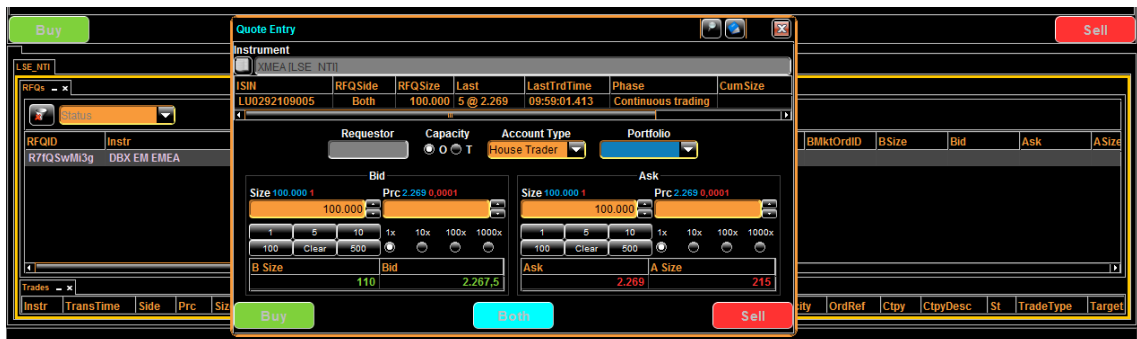 Buy
Sell
Quote Entry
Instrument
XMEA [LSE_NTI]
ISIN RFQSide RFQSize Last LastTrdTime Phase CumSize
LU0292109005 Both 100.000 5 @ 2.269 09:59:01.413 Continuous trading
Requestor Capacity Account Type Portfolio
O T House Trader
Bid
Size 100.000 1 Prc 2.269 0,0001
100.000
1 5 10 1x 10x 100x 1000x
100 Clear 500
B Size Bid
110 2.267,5
Ask
Size 100.000 1 Prc 2.269 0,0001
100.000
1 5 10 1x 10x 100x 1000x
100 Clear 500
Ask A Size
2.269 215
Buy Both Sell
LSE_NTI
RFQs
Status
RFQID Instr BMktOrdID BSize Bid Ask ASize
R7fQSwMi3g DBX EM EMEA
Trades
Instr TransTime Side Prc Siz ity OrdRef Ctpy CtpyDesc St TradeType Target